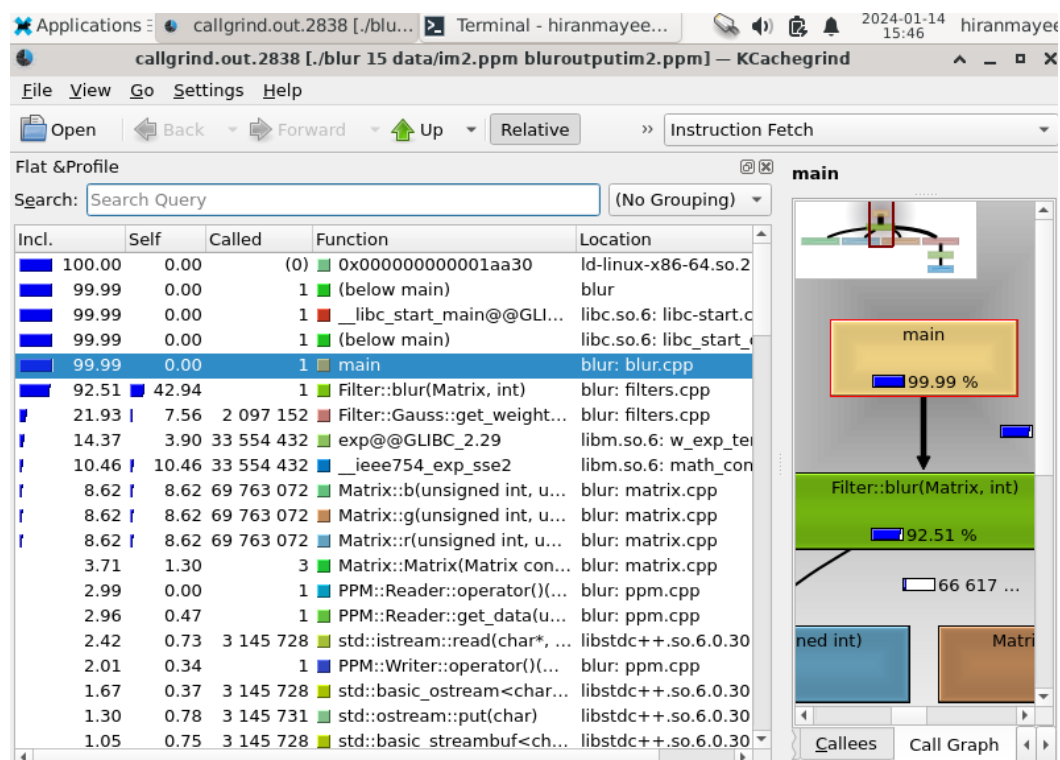 Applications callgrind.out.2838 [./blu... Terminal - hiranmayee... 2024-01-14 15:46 hiranmayee
callgrind.out.2838 [./blur 15 data/im2.ppm bluroutputim2.ppm] — KCachegrind
File View Go Settings Help
Open Back Forward Up Relative » Instruction Fetch
Flat &Profile
Search: Search Query (No Grouping)
Incl. Self Called Function Location
100.00 0.00 (0) 0x000000000001aa30 ld-linux-x86-64.so.2
99.99 0.00 1 (below main) blur
99.99 0.00 1 __libc_start_main@@GLI... libc.so.6: libc-start.c
99.99 0.00 1 (below main) libc.so.6: libc_start_
99.99 0.00 1 main blur: blur.cpp
92.51 42.94 1 Filter::blur(Matrix, int) blur: filters.cpp
21.93 7.56 2 097 152 Filter::Gauss::get_weight... blur: filters.cpp
14.37 3.90 33 554 432 exp@@GLIBC_2.29 libm.so.6: w_exp_ter
10.46 10.46 33 554 432 __ieee754_exp_sse2 libm.so.6: math_con
8.62 8.62 69 763 072 Matrix::b(unsigned int, u... blur: matrix.cpp
8.62 8.62 69 763 072 Matrix::g(unsigned int, u... blur: matrix.cpp
8.62 8.62 69 763 072 Matrix::r(unsigned int, u... blur: matrix.cpp
3.71 1.30 3 Matrix::Matrix(Matrix con... blur: matrix.cpp
2.99 0.00 1 PPM::Reader::operator()(... blur: ppm.cpp
2.96 0.47 1 PPM::Reader::get_data(u... blur: ppm.cpp
2.42 0.73 3 145 728 std::istream::read(char*, ... libstdc++.so.6.0.30
2.01 0.34 1 PPM::Writer::operator()(... blur: ppm.cpp
1.67 0.37 3 145 728 std::basic_ostream<char... libstdc++.so.6.0.30
1.30 0.78 3 145 731 std::ostream::put(char) libstdc++.so.6.0.30
1.05 0.75 3 145 728 std::basic_streambuf<ch... libstdc++.so.6.0.30
main
main
99.99 %
Filter::blur(Matrix, int)
92.51 %
66 617 ...
ned int) Matri
Callees Call Graph